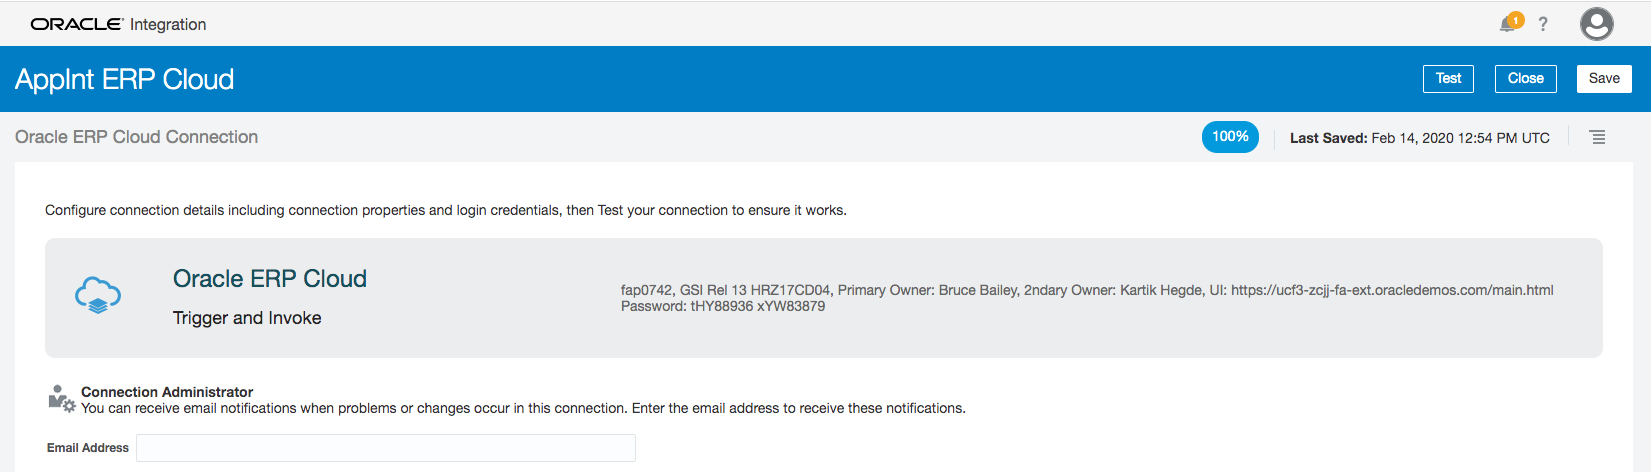 ORACLE Integration
1
?
AppInt ERP Cloud
Test
Close
Save
Oracle ERP Cloud Connection
100%
Last Saved: Feb 14, 2020 12:54 PM UTC
Configure connection details including connection properties and login credentials, then Test your connection to ensure it works.
Oracle ERP Cloud
Trigger and Invoke
fap0742, GSI Rel 13 HRZ17CD04, Primary Owner: Bruce Bailey, 2ndary Owner: Kartik Hegde, UI: https://ucf3-zcjj-fa-ext.oracledemos.com/main.html
Password: tHY88936 xYW83879
Connection Administrator
You can receive email notifications when problems or changes occur in this connection. Enter the email address to receive these notifications.
Email Address